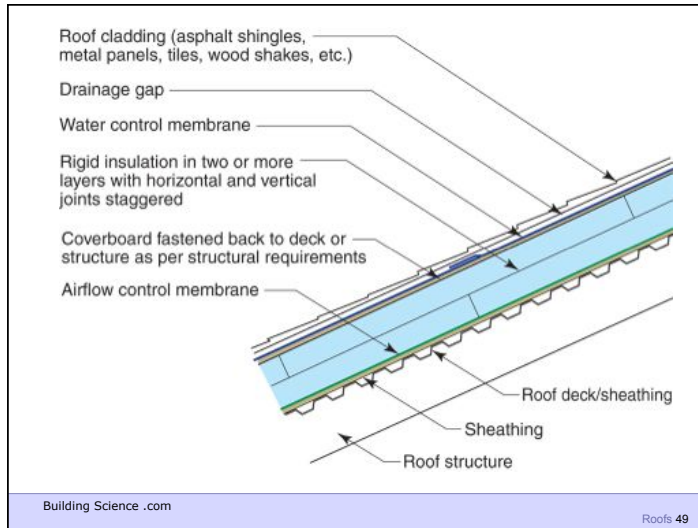 Roof cladding (asphalt shingles,
metal panels, tiles, wood shakes, etc.)
Drainage gap
Water control membrane
Rigid insulation in two or more
layers with horizontal and vertical
joints staggered
Coverboard fastened back to deck or
structure as per structural requirements
Airflow control membrane
Roof deck/sheathing
Sheathing
Roof structure
Building Science .com
Roofs 49